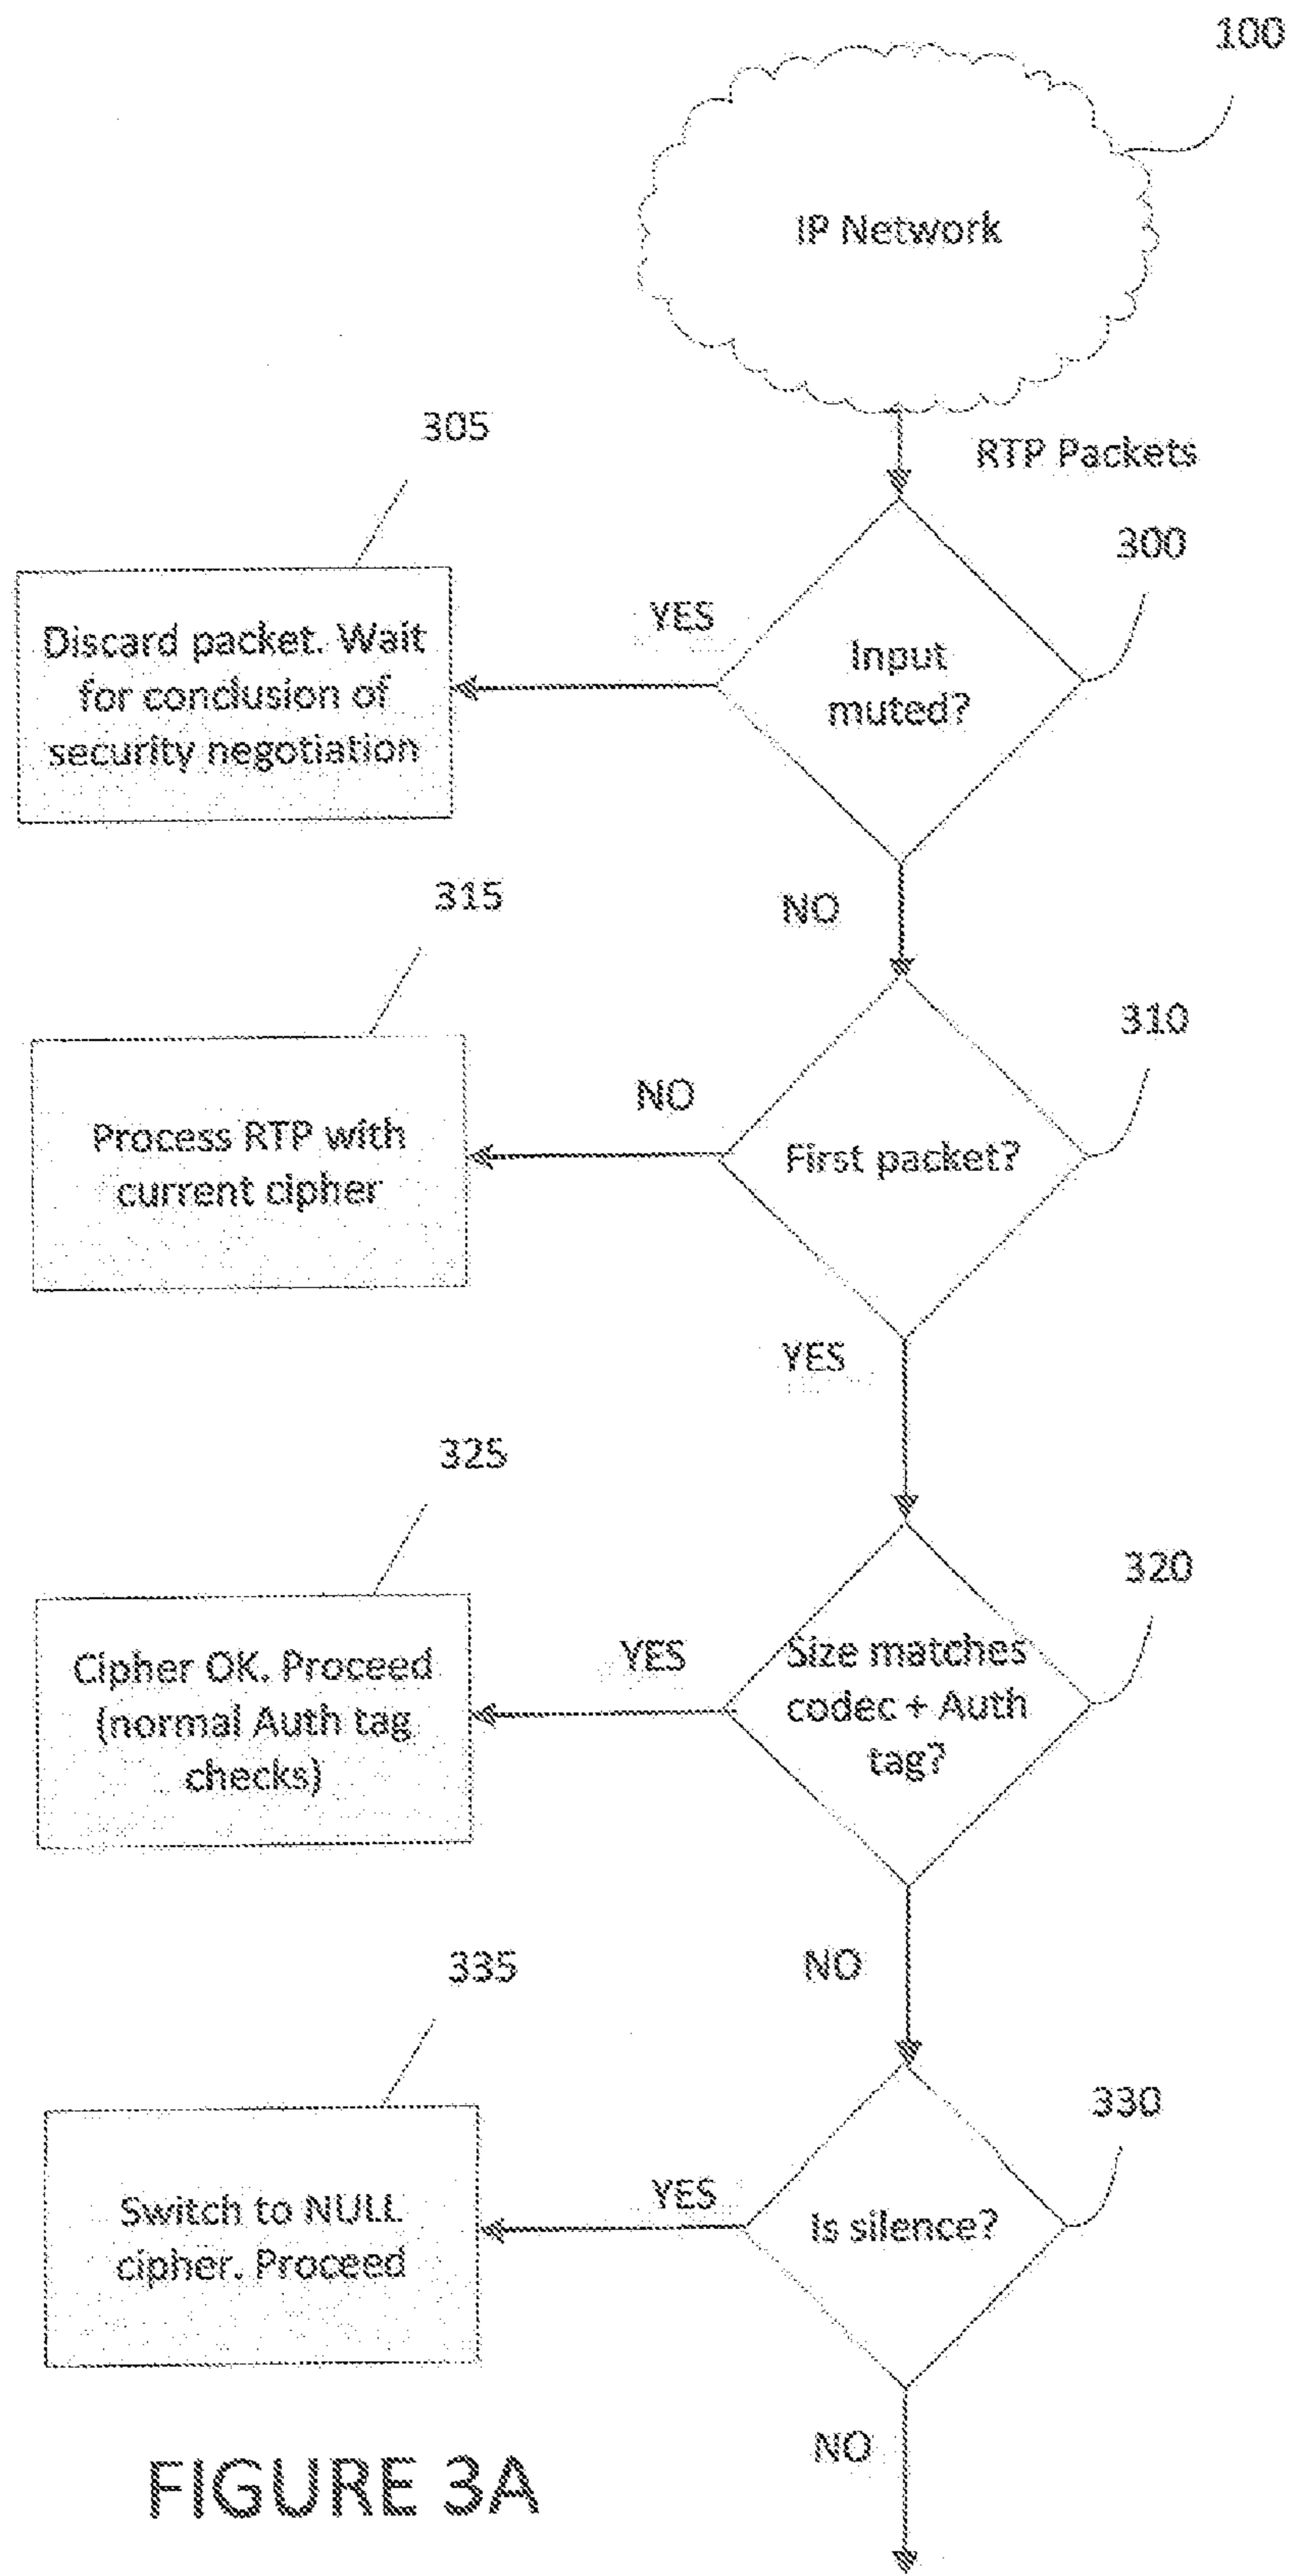 100
IP Network
RTP Packets
305
300
YES
Discard packet. Wait
for conclusion of
security negotiation
Input
muted?
NO
315
310
NO
Process RTP with
current cipher
First packet?
YES
325
320
YES
Cipher OK. Proceed
(normal Auth tag
checks)
Size matches
codec + Auth
tag?
NO
335
330
YES
Switch to NULL
cipher. Proceed
Is silence?
NO
FIGURE 3A